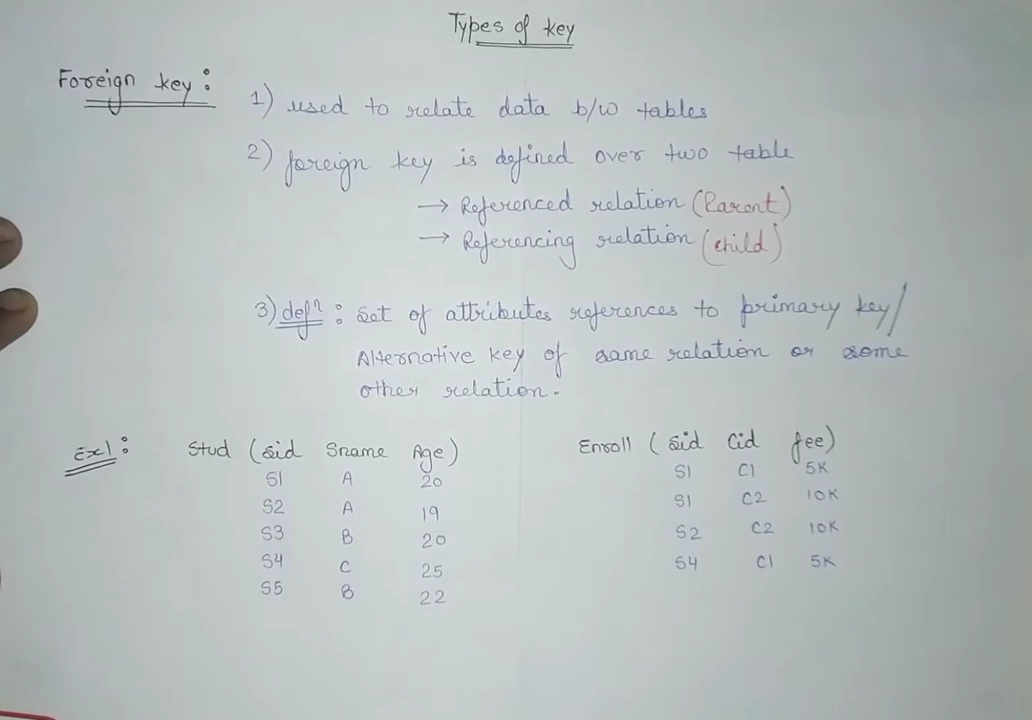 Types of key
Foreign key :
1) used to relate data b/w tables
2) foreign key is defined over two table
→ Referenced relation (Parent)
→ Referencing relation (child)
3) defn : Set of attributes references to primary key/
Alternative key of same relation or some
other relation.
Ex1 : Stud (Sid Sname Age) Enroll (Sid Cid fee)
S1 A 20 S1 C1 5K
S2 A 19 S1 C2 10K
S3 B 20 S2 C2 10K
S4 C 25 S4 C1 5K
S5 B 22